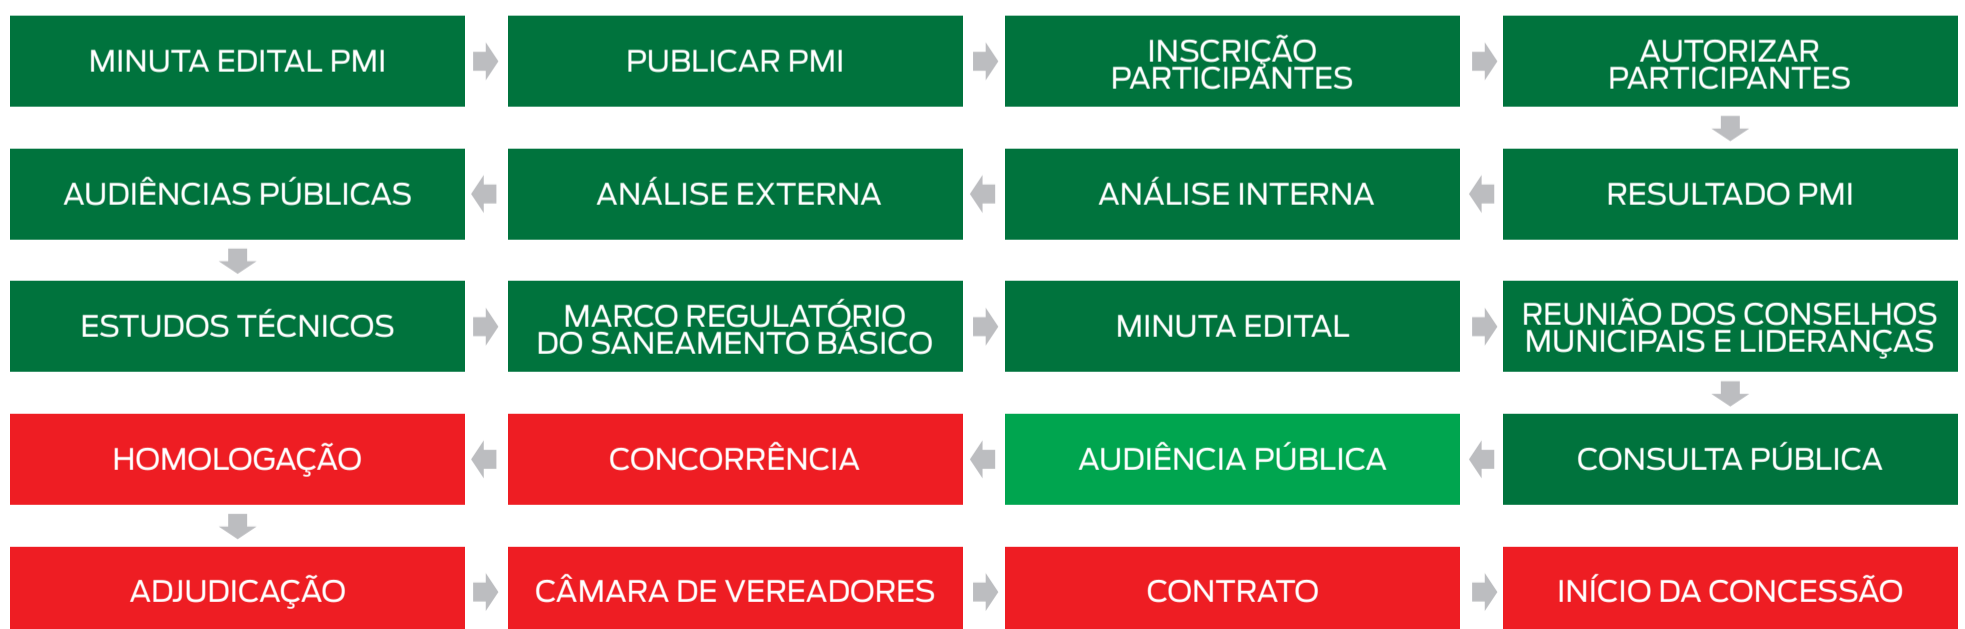 MINUTA EDITAL PMI
PUBLICAR PMI
INSCRIÇÃO
PARTICIPANTES
AUTORIZAR
PARTICIPANTES
RESULTADO PMI
ANÁLISE INTERNA
ANÁLISE EXTERNA
AUDIÊNCIAS PÚBLICAS
ESTUDOS TÉCNICOS
MARCO REGULATÓRIO
DO SANEAMENTO BÁSICO
MINUTA EDITAL
REUNIÃO DOS CONSELHOS
MUNICIPAIS E LIDERANÇAS
CONSULTA PÚBLICA
AUDIÊNCIA PÚBLICA
CONCORRÊNCIA
HOMOLOGAÇÃO
ADJUDICAÇÃO
CÂMARA DE VEREADORES
CONTRATO
INÍCIO DA CONCESSÃO